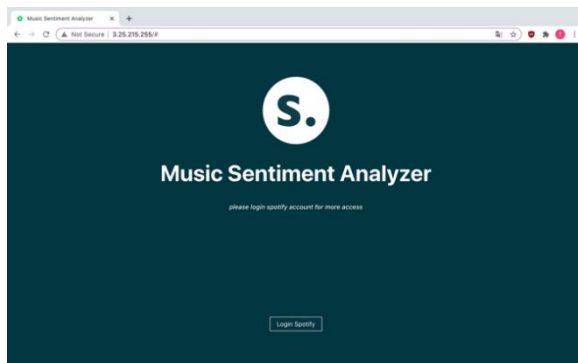 Music Sentiment Analyzer
Not Secure | 3.25.215.255/#
S.
Music Sentiment Analyzer
please login spotify account for more access
Login Spotify